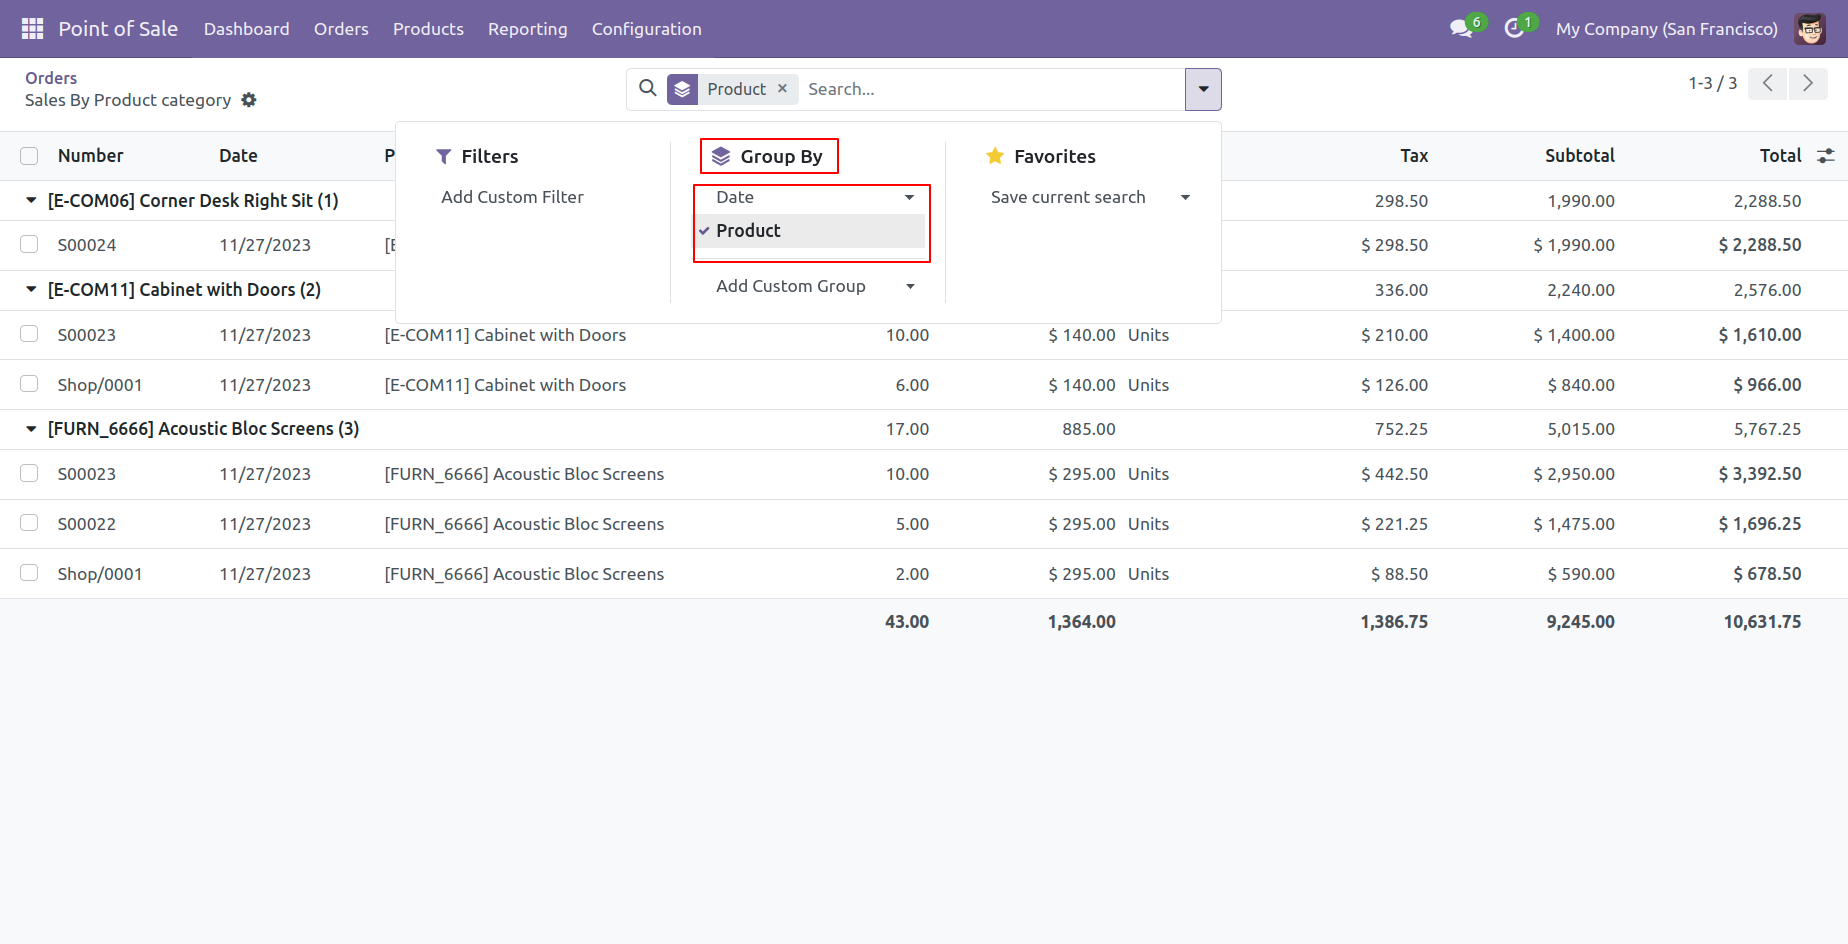 Point of Sale Dashboard Orders Products Reporting Configuration 6 1 My Company (San Francisco)
Orders
Sales By Product category
Product × Search...
1-3 / 3
Filters Group By Favorites
Add Custom Filter Date Save current search
Product
Add Custom Group
Number Date P Tax Subtotal Total
[E-COM06] Corner Desk Right Sit (1) 298.50 1,990.00 2,288.50
S00024 11/27/2023 [E $ 298.50 $ 1,990.00 $ 2,288.50
[E-COM11] Cabinet with Doors (2) 336.00 2,240.00 2,576.00
S00023 11/27/2023 [E-COM11] Cabinet with Doors 10.00 $ 140.00 Units $ 210.00 $ 1,400.00 $ 1,610.00
Shop/0001 11/27/2023 [E-COM11] Cabinet with Doors 6.00 $ 140.00 Units $ 126.00 $ 840.00 $ 966.00
[FURN_6666] Acoustic Bloc Screens (3) 17.00 885.00 752.25 5,015.00 5,767.25
S00023 11/27/2023 [FURN_6666] Acoustic Bloc Screens 10.00 $ 295.00 Units $ 442.50 $ 2,950.00 $ 3,392.50
S00022 11/27/2023 [FURN_6666] Acoustic Bloc Screens 5.00 $ 295.00 Units $ 221.25 $ 1,475.00 $ 1,696.25
Shop/0001 11/27/2023 [FURN_6666] Acoustic Bloc Screens 2.00 $ 295.00 Units $ 88.50 $ 590.00 $ 678.50
43.00 1,364.00 1,386.75 9,245.00 10,631.75